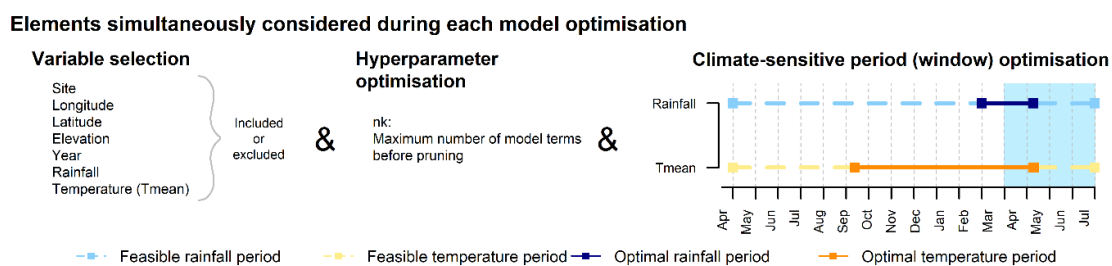 Elements simultaneously considered during each model optimisation
Variable selection
Site
Longitude
Latitude
Elevation
Year
Rainfall
Temperature (Tmean)
Included
or
excluded
&
Hyperparameter
optimisation
nk:
Maximum number of model terms
before pruning
&
Climate-sensitive period (window) optimisation
Rainfall
Tmean
Apr
May
Jun
Jul
Aug
Sep
Oct
Nov
Dec
Jan
Feb
Mar
Apr
May
Jun
Jul
Feasible rainfall period
Feasible temperature period
Optimal rainfall period
Optimal temperature period